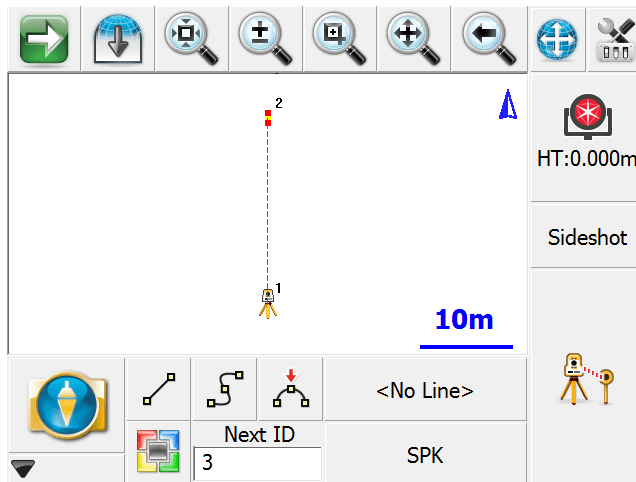 2
HT:0.000m
Sideshot
1
10m
<No Line>
Next ID
3
SPK